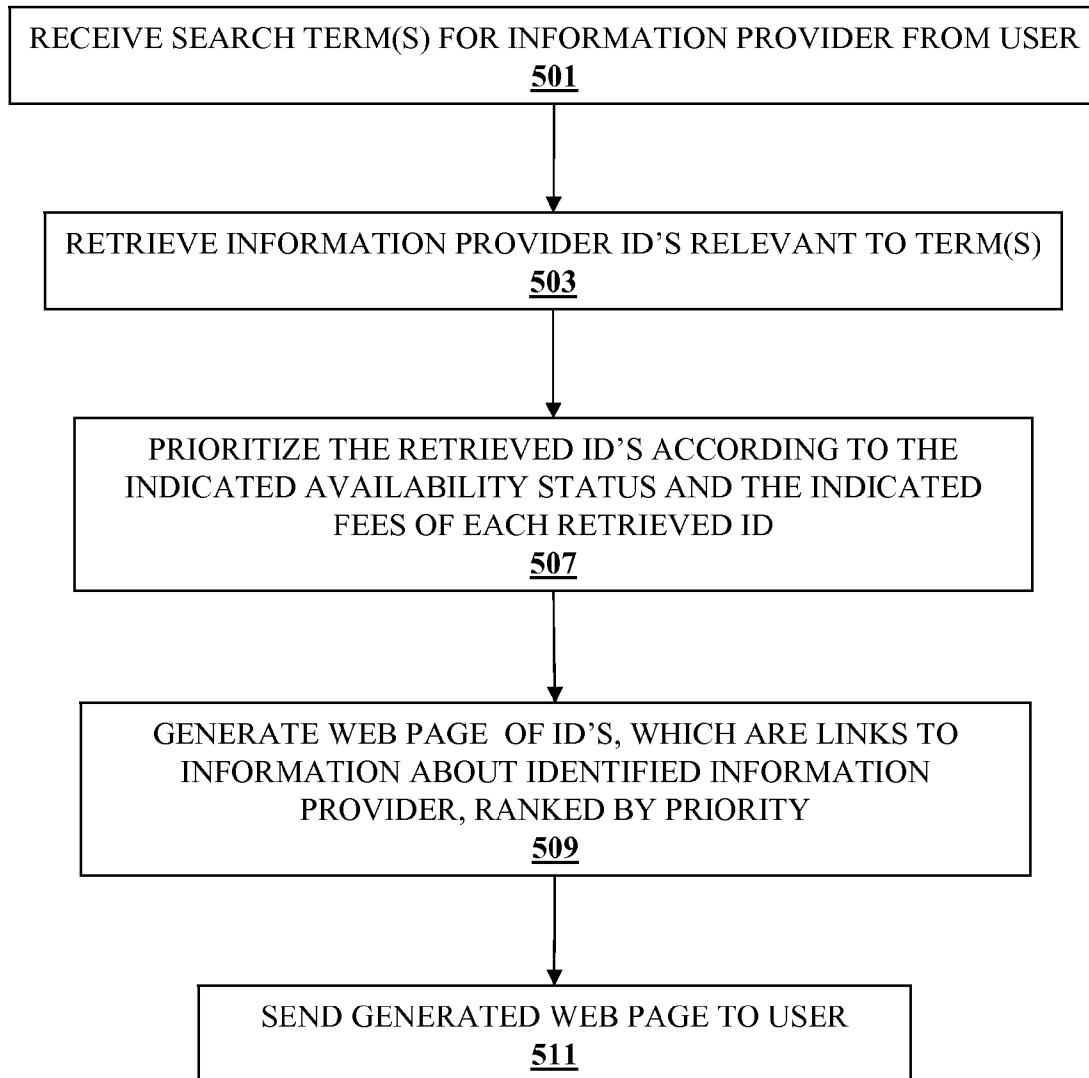 RECEIVE SEARCH TERM(S) FOR INFORMATION PROVIDER FROM USER
501
RETRIEVE INFORMATION PROVIDER ID’S RELEVANT TO TERM(S)
503
PRIORITIZE THE RETRIEVED ID’S ACCORDING TO THE
INDICATED AVAILABILITY STATUS AND THE INDICATED
FEES OF EACH RETRIEVED ID
507
GENERATE WEB PAGE OF ID’S, WHICH ARE LINKS TO
INFORMATION ABOUT IDENTIFIED INFORMATION
PROVIDER, RANKED BY PRIORITY
509
SEND GENERATED WEB PAGE TO USER
511